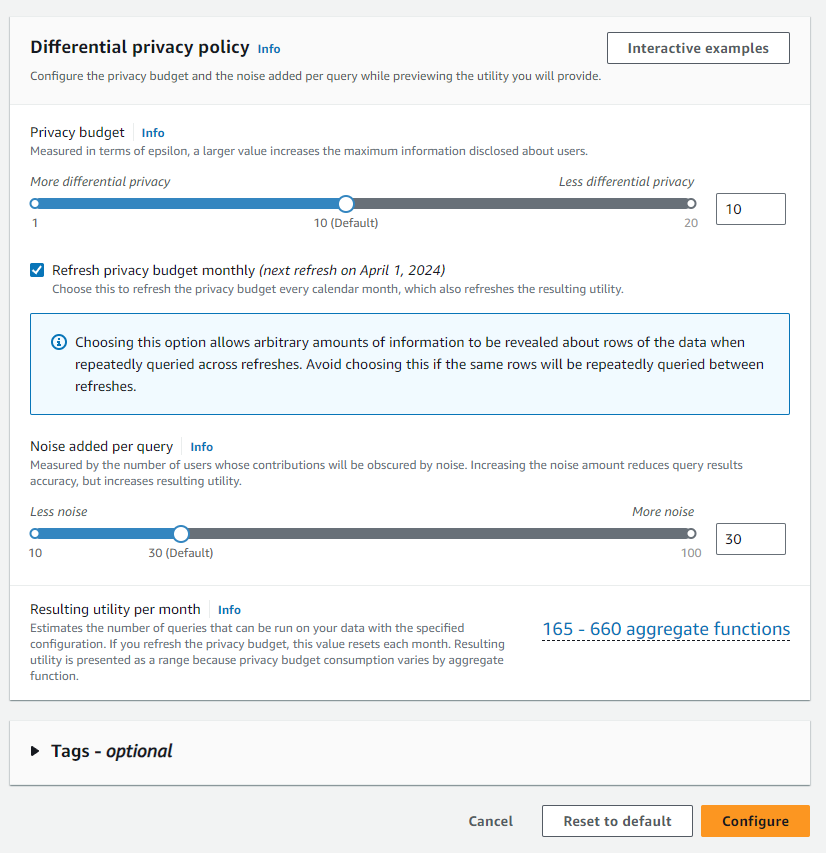 Differential privacy policy Info
Interactive examples
Configure the privacy budget and the noise added per query while previewing the utility you will provide.
Privacy budget Info
Measured in terms of epsilon, a larger value increases the maximum information disclosed about users.
More differential privacy Less differential privacy
10
1 10 (Default) 20
Refresh privacy budget monthly (next refresh on April 1, 2024)
Choose this to refresh the privacy budget every calendar month, which also refreshes the resulting utility.
Choosing this option allows arbitrary amounts of information to be revealed about rows of the data when
repeatedly queried across refreshes. Avoid choosing this if the same rows will be repeatedly queried between
refreshes.
Noise added per query Info
Measured by the number of users whose contributions will be obscured by noise. Increasing the noise amount reduces query results
accuracy, but increases resulting utility.
Less noise More noise
30
10 30 (Default) 100
Resulting utility per month Info
Estimates the number of queries that can be run on your data with the specified
configuration. If you refresh the privacy budget, this value resets each month. Resulting
utility is presented as a range because privacy budget consumption varies by aggregate
function.
165 - 660 aggregate functions
Tags - optional
Cancel Reset to default Configure